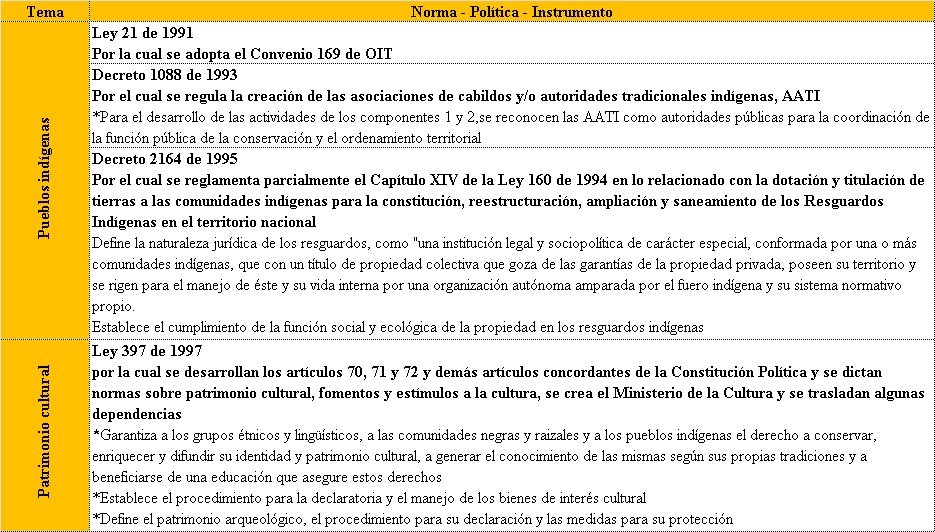 Tema
Norma - Política - Instrumento
Pueblos indígenas
Ley 21 de 1991
Por la cual se adopta el Convenio 169 de OIT
Decreto 1088 de 1993
Por el cual se regula la creación de las asociaciones de cabildos y/o autoridades tradicionales indígenas, AATI
*Para el desarrollo de las actividades de los componentes 1 y 2,se reconocen las AATI como autoridades públicas para la coordinación de
la función pública de la conservación y el ordenamiento territorial
Decreto 2164 de 1995
Por el cual se reglamenta parcialmente el Capítulo XIV de la Ley 160 de 1994 en lo relacionado con la dotación y titulación de
tierras a las comunidades indígenas para la constitución, reestructuración, ampliación y saneamiento de los Resguardos
Indígenas en el territorio nacional
Define la naturaleza jurídica de los resguardos, como "una institución legal y sociopolítica de carácter especial, conformada por una o más
comunidades indígenas, que con un título de propiedad colectiva que goza de las garantías de la propiedad privada, poseen su territorio y
se rigen para el manejo de éste y su vida interna por una organización autónoma amparada por el fuero indígena y su sistema normativo
propio.
Establece el cumplimiento de la función social y ecológica de la propiedad en los resguardos indígenas
Patrimonio cultural
Ley 397 de 1997
por la cual se desarrollan los artículos 70, 71 y 72 y demás artículos concordantes de la Constitución Política y se dictan
normas sobre patrimonio cultural, fomentos y estímulos a la cultura, se crea el Ministerio de la Cultura y se trasladan algunas
dependencias
*Garantiza a los grupos étnicos y lingüísticos, a las comunidades negras y raizales y a los pueblos indígenas el derecho a conservar,
enriquecer y difundir su identidad y patrimonio cultural, a generar el conocimiento de las mismas según sus propias tradiciones y a
beneficiarse de una educación que asegure estos derechos
*Establece el procedimiento para la declaratoria y el manejo de los bienes de interés cultural
*Define el patrimonio arqueológico, el procedimiento para su declaración y las medidas para su protección